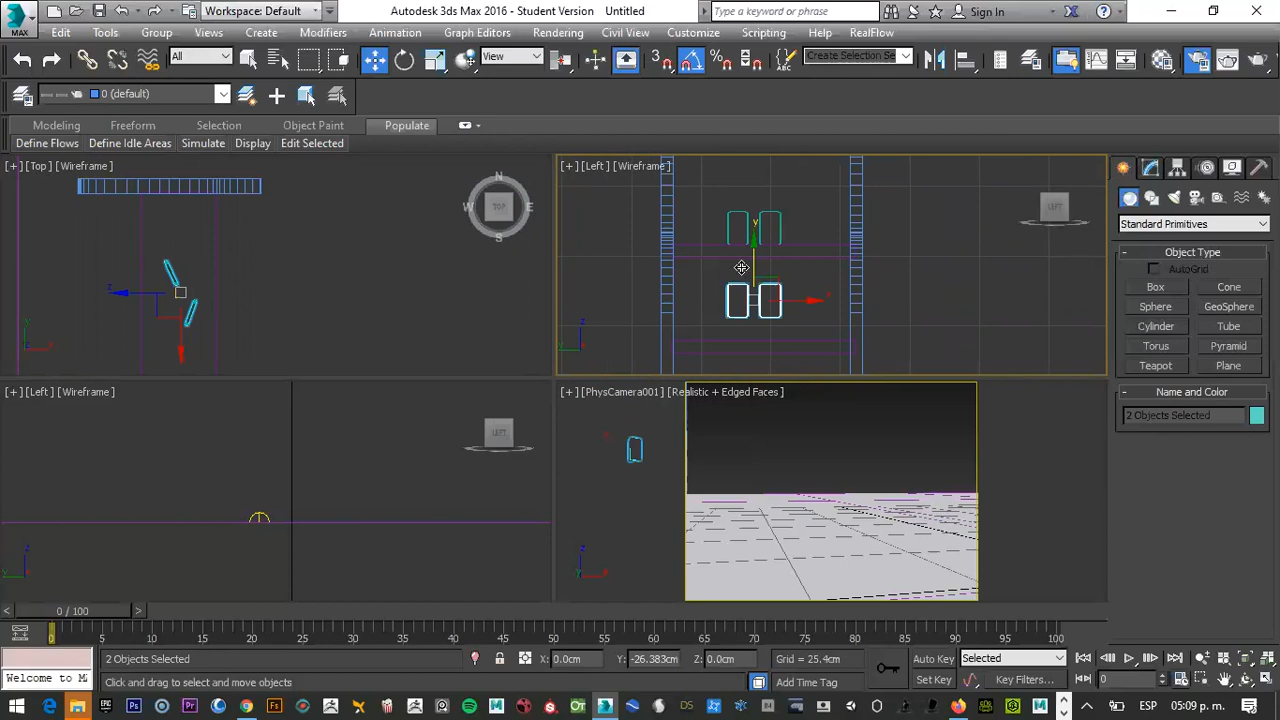 Workspace: Default
Autodesk 3ds Max 2016 - Student Version Untitled
Type a keyword or phrase
Sign In
MAX
Edit Tools Group Views Create Modifiers Animation Graph Editors Rendering Civil View Customize Scripting Help RealFlow
All
View
Create Selection Se
0 (default)
Modeling Freeform Selection Object Paint Populate
Define Flows Define Idle Areas Simulate Display Edit Selected
[+] [Top] [Wireframe]
N
W TOP E
S
z
[+] [Left] [Wireframe]
LEFT
y
x
z
[+] [Left] [Wireframe]
LEFT
z
[+] [PhysCamera001] [Realistic + Edged Faces]
z
Standard Primitives
Object Type
AutoGrid
Box Cone
Sphere GeoSphere
Cylinder Tube
Torus Pyramid
Teapot Plane
Name and Color
2 Objects Selected
0 / 100
0 5 10 15 20 25 30 35 40 45 50 55 60 65 70 75 80 85 90 95 100
2 Objects Selected
X: 0.0cm Y: -26.383cm Z: 0.0cm Grid = 25.4cm
Auto Key Selected
Welcome to M
Click and drag to select and move objects
Add Time Tag
Set Key Key Filters...
0
ESP 05:09 p. m.